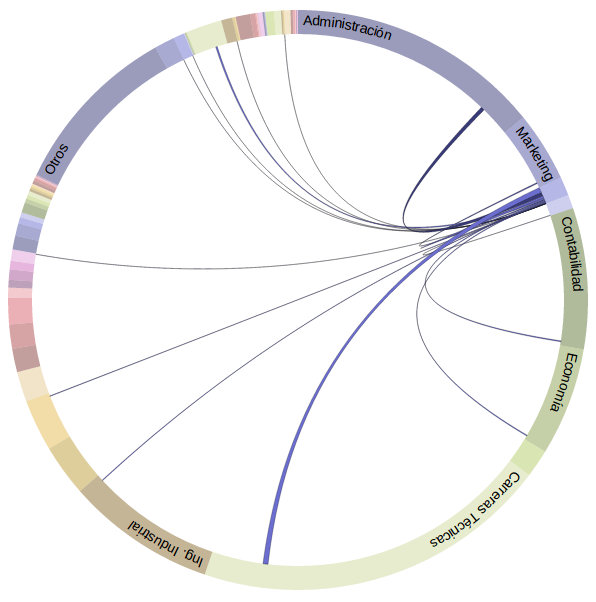 Administración
Marketing
Contabilidad
Economía
Carreras Técnicas
Ing. Industrial
Otros